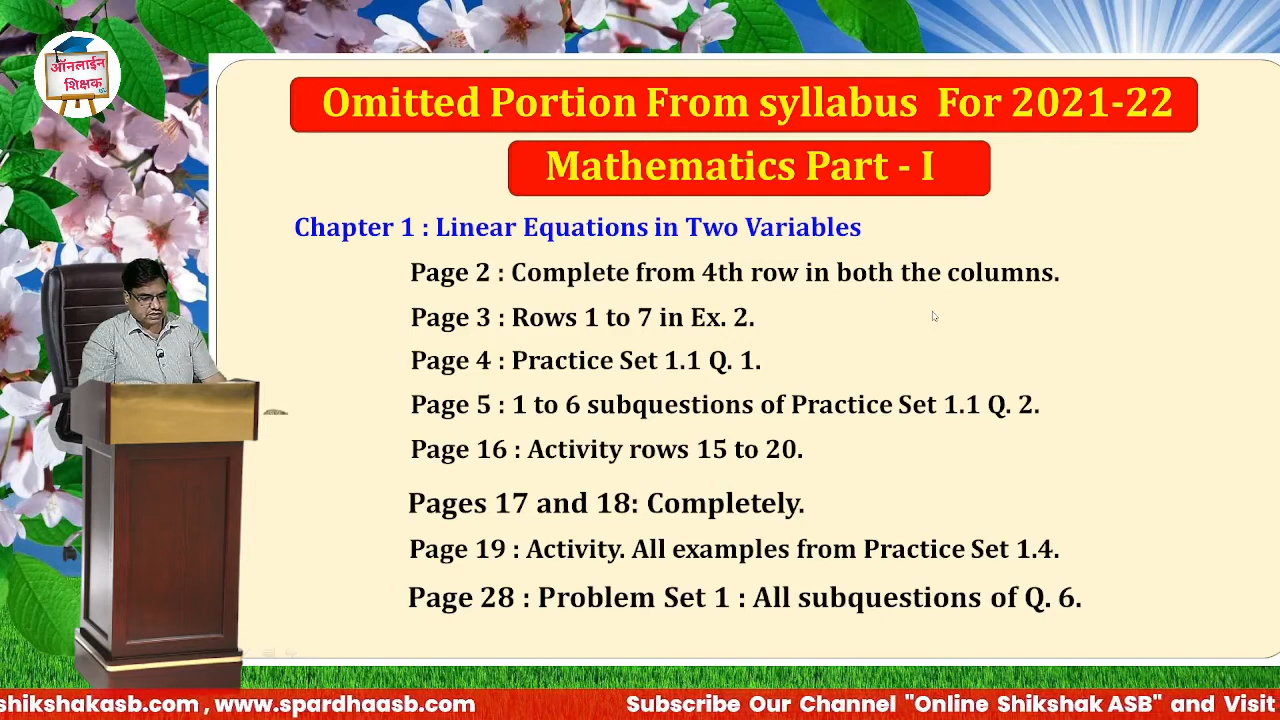 ऑनलाईन
शिक्षक
Omitted Portion From syllabus For 2021-22
Mathematics Part - I
Chapter 1 : Linear Equations in Two Variables
Page 2 : Complete from 4th row in both the columns.
Page 3 : Rows 1 to 7 in Ex. 2.
Page 4 : Practice Set 1.1 Q. 1.
Page 5 : 1 to 6 subquestions of Practice Set 1.1 Q. 2.
Page 16 : Activity rows 15 to 20.
Pages 17 and 18: Completely.
Page 19 : Activity. All examples from Practice Set 1.4.
Page 28 : Problem Set 1 : All subquestions of Q. 6.
shikshakasb.com , www.spardhaasb.com Subscribe Our Channel "Online Shikshak ASB" and Visit